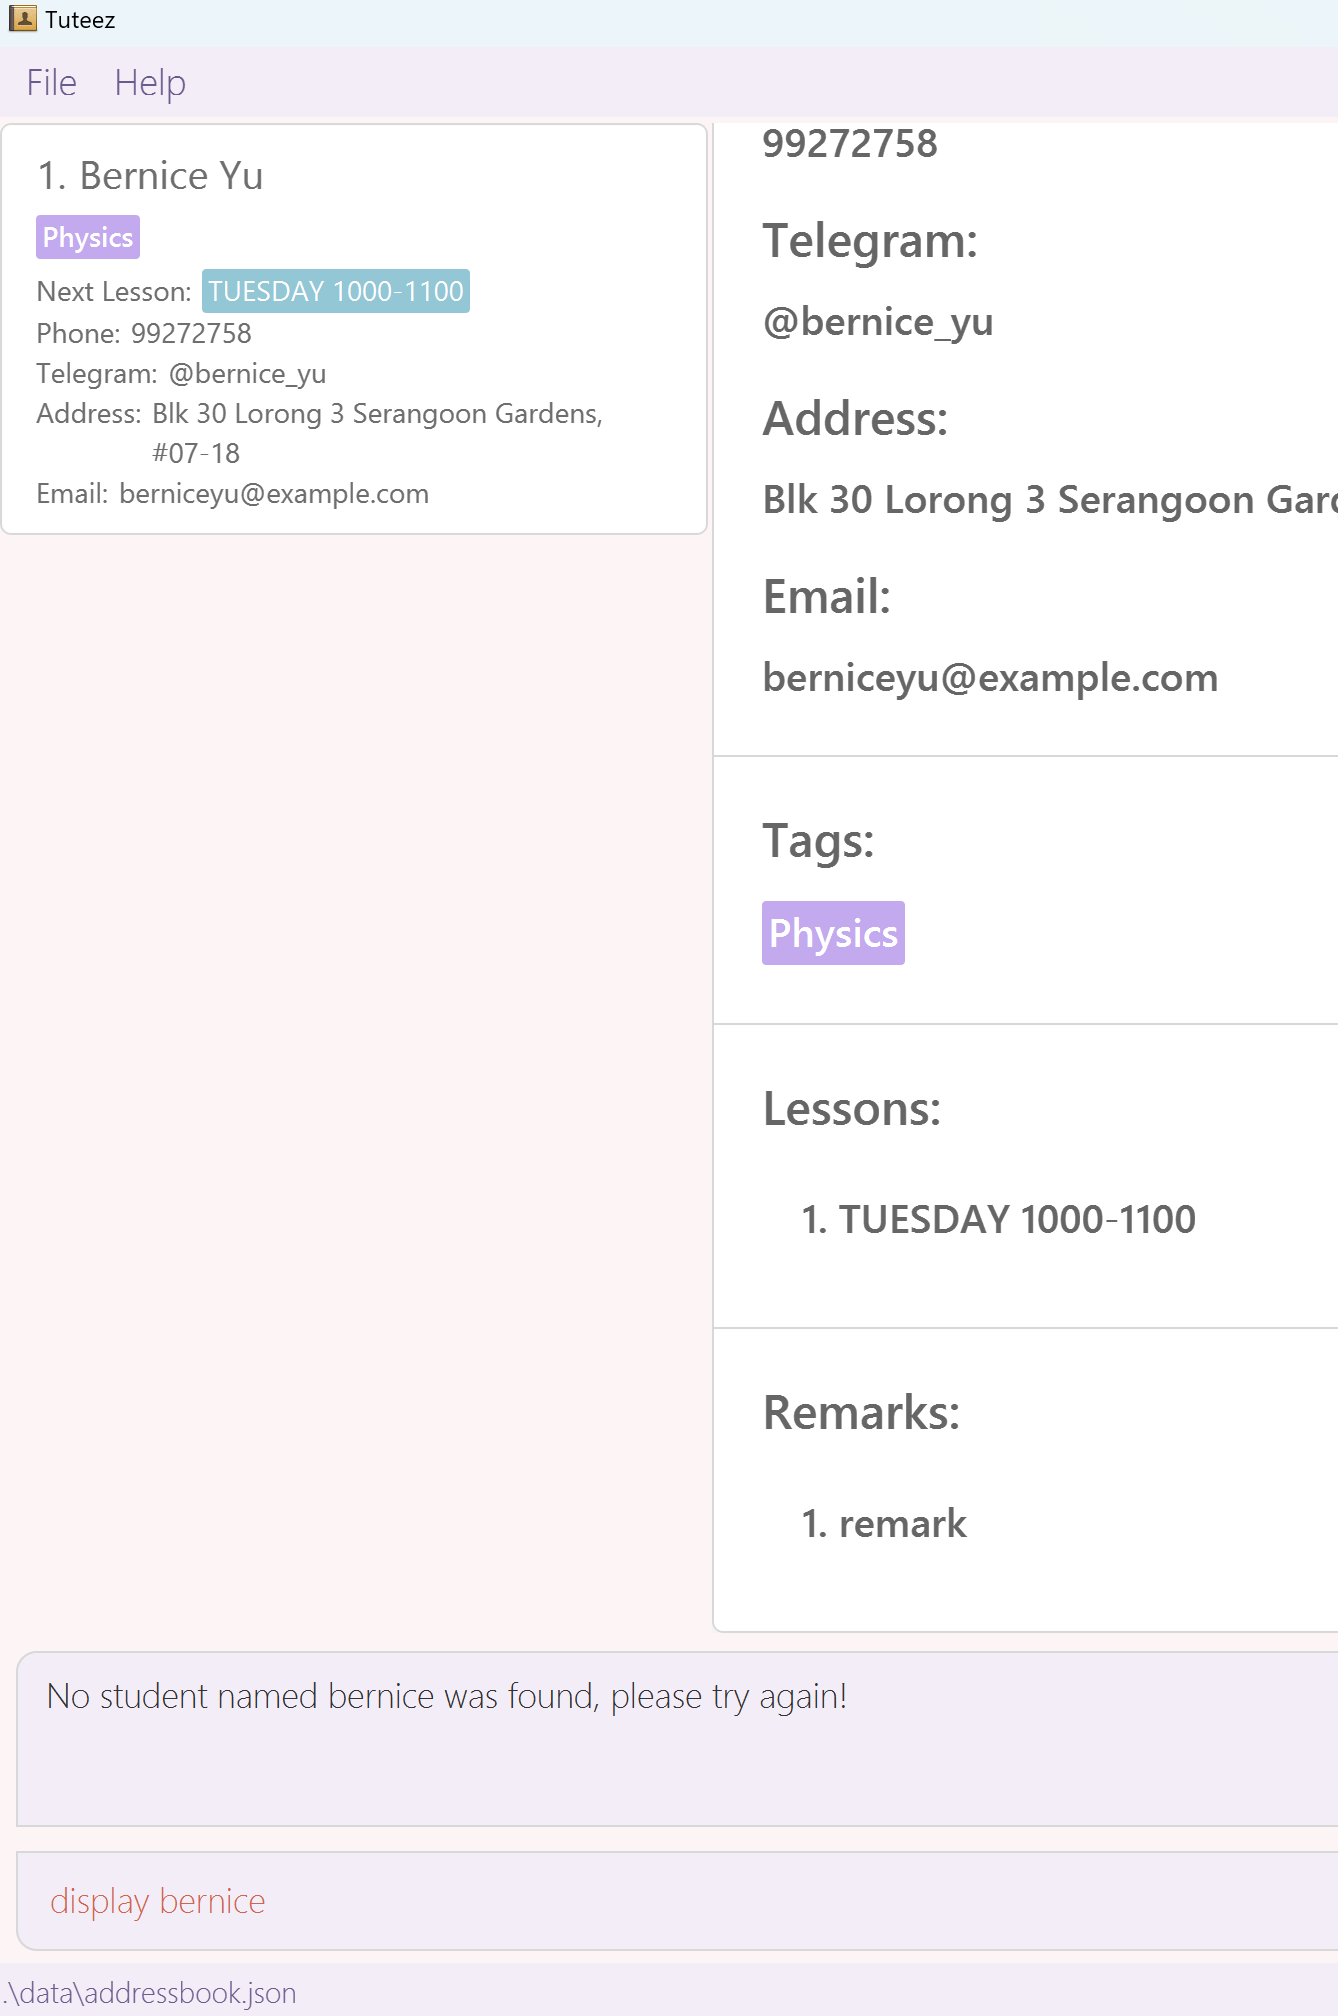 Tuteez
File Help
1. Bernice Yu
Physics
Next Lesson: TUESDAY 1000-1100
Phone: 99272758
Telegram: @bernice_yu
Address: Blk 30 Lorong 3 Serangoon Gardens,
#07-18
Email: berniceyu@example.com
99272758
Telegram:
@bernice_yu
Address:
Blk 30 Lorong 3 Serangoon
Email:
berniceyu@example.com
Tags:
Physics
Lessons:
1. TUESDAY 1000-1100
Remarks:
1. remark
No student named bernice was found, please try again!
display bernice
.\data\addressbook.json